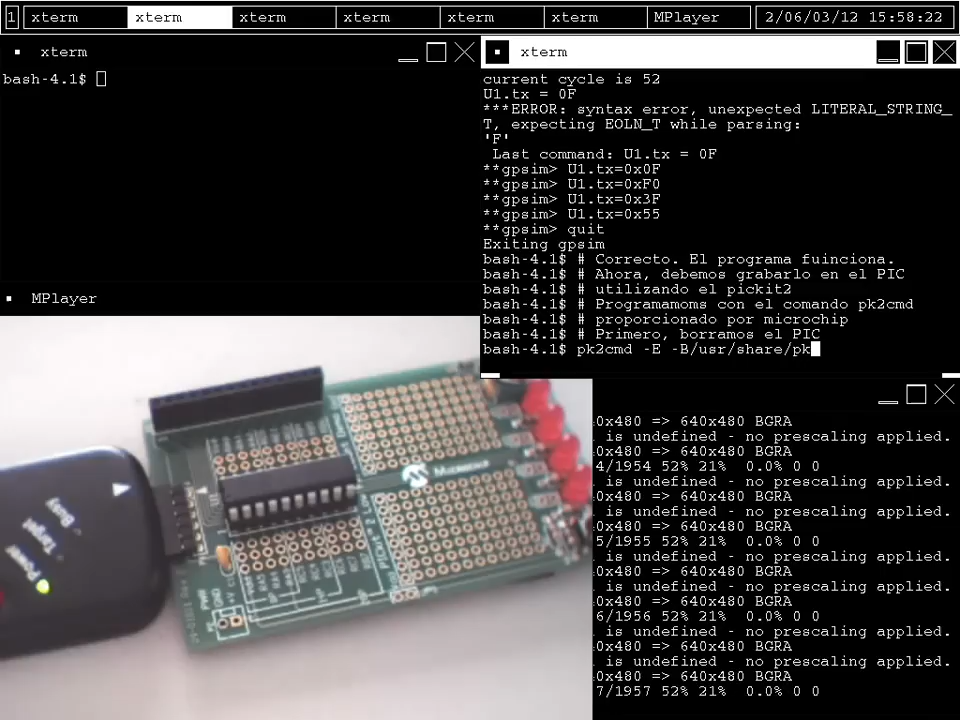 1 xterm xterm xterm xterm xterm xterm MPlayer 2/06/03/12 15:58:22
xterm
bash-4.1$
xterm
current cycle is 52
U1.tx = 0F
***ERROR: syntax error, unexpected LITERAL_STRING_
T, expecting EOLN_T while parsing:
'F'
Last command: U1.tx = 0F
**gpsim> U1.tx=0x0F
**gpsim> U1.tx=0xF0
**gpsim> U1.tx=0x3F
**gpsim> U1.tx=0x55
**gpsim> quit
Exiting gpsim
bash-4.1$ # Correcto. El programa fuinciona.
bash-4.1$ # Ahora, debemos grabarlo en el PIC
bash-4.1$ # utilizando el pickit2
bash-4.1$ # Programamoms con el comando pk2cmd
bash-4.1$ # proporcionado por microchip
bash-4.1$ # Primero, borramos el PIC
bash-4.1$ pk2cmd -E -B/usr/share/pk
MPlayer
Power
Target
Busy
0x480 => 640x480 BGRA
. is undefined - no prescaling applied.
0x480 => 640x480 BGRA
4/1954 52% 21% 0.0% 0 0
. is undefined - no prescaling applied.
0x480 => 640x480 BGRA
. is undefined - no prescaling applied.
0x480 => 640x480 BGRA
5/1955 52% 21% 0.0% 0 0
. is undefined - no prescaling applied.
0x480 => 640x480 BGRA
. is undefined - no prescaling applied.
0x480 => 640x480 BGRA
6/1956 52% 21% 0.0% 0 0
. is undefined - no prescaling applied.
0x480 => 640x480 BGRA
. is undefined - no prescaling applied.
0x480 => 640x480 BGRA
7/1957 52% 21% 0.0% 0 0